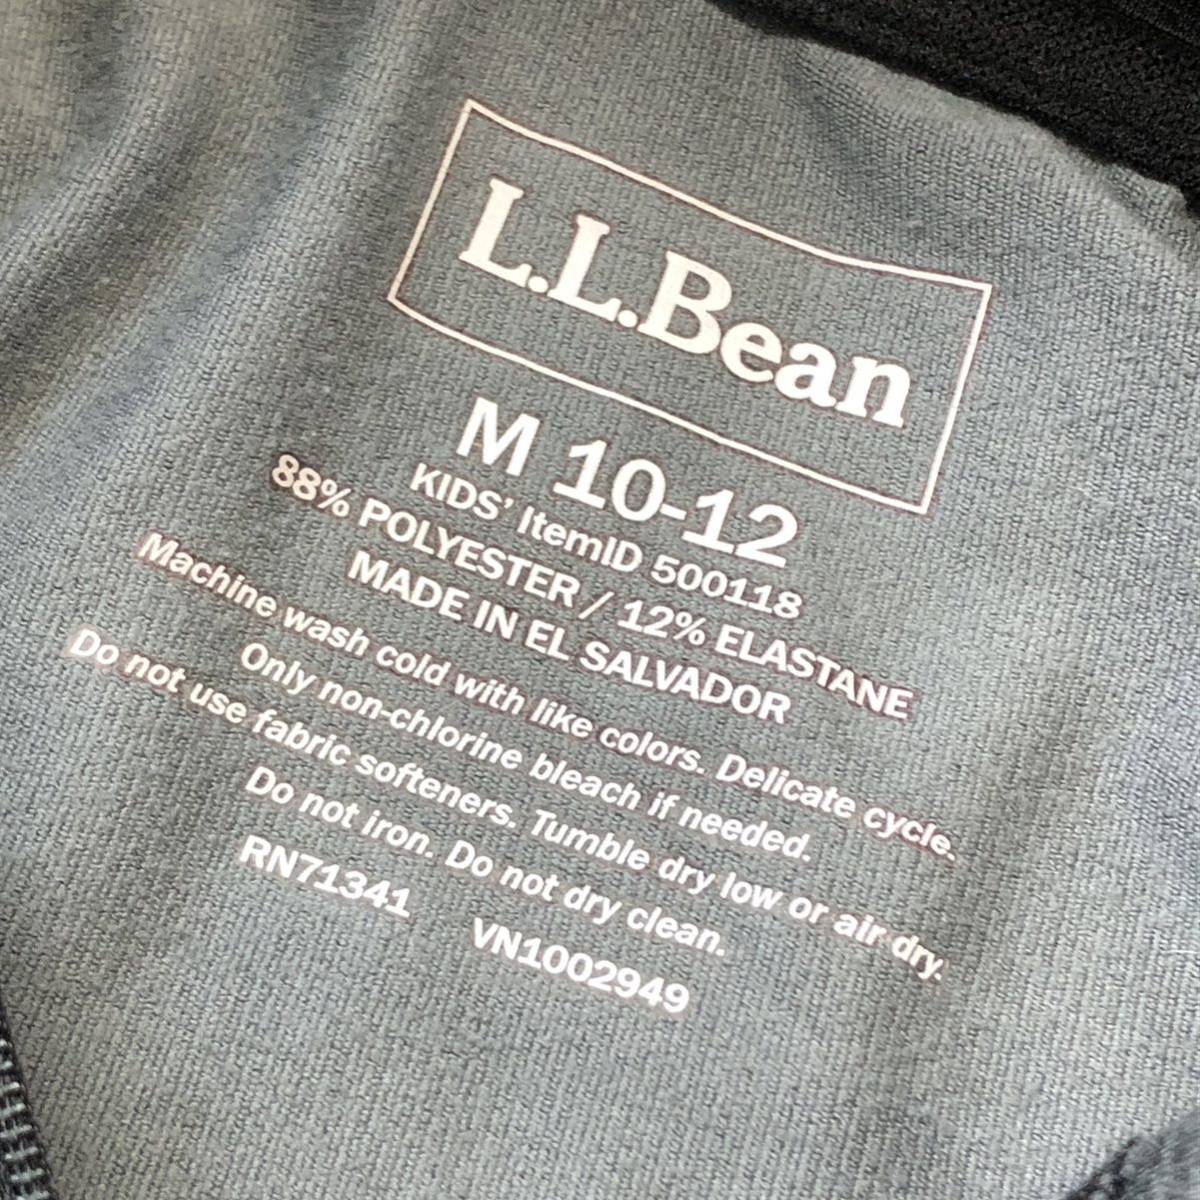 L.L.Bean
M 10-12
KIDS' ItemID 500118
88% POLYESTER / 12% ELASTANE
MADE IN EL SALVADOR
Machine wash cold with like colors. Delicate cycle.
Only non-chlorine bleach if needed.
Do not use fabric softeners. Tumble dry low or air dry.
Do not iron. Do not dry clean.
RN71341 VN1002949